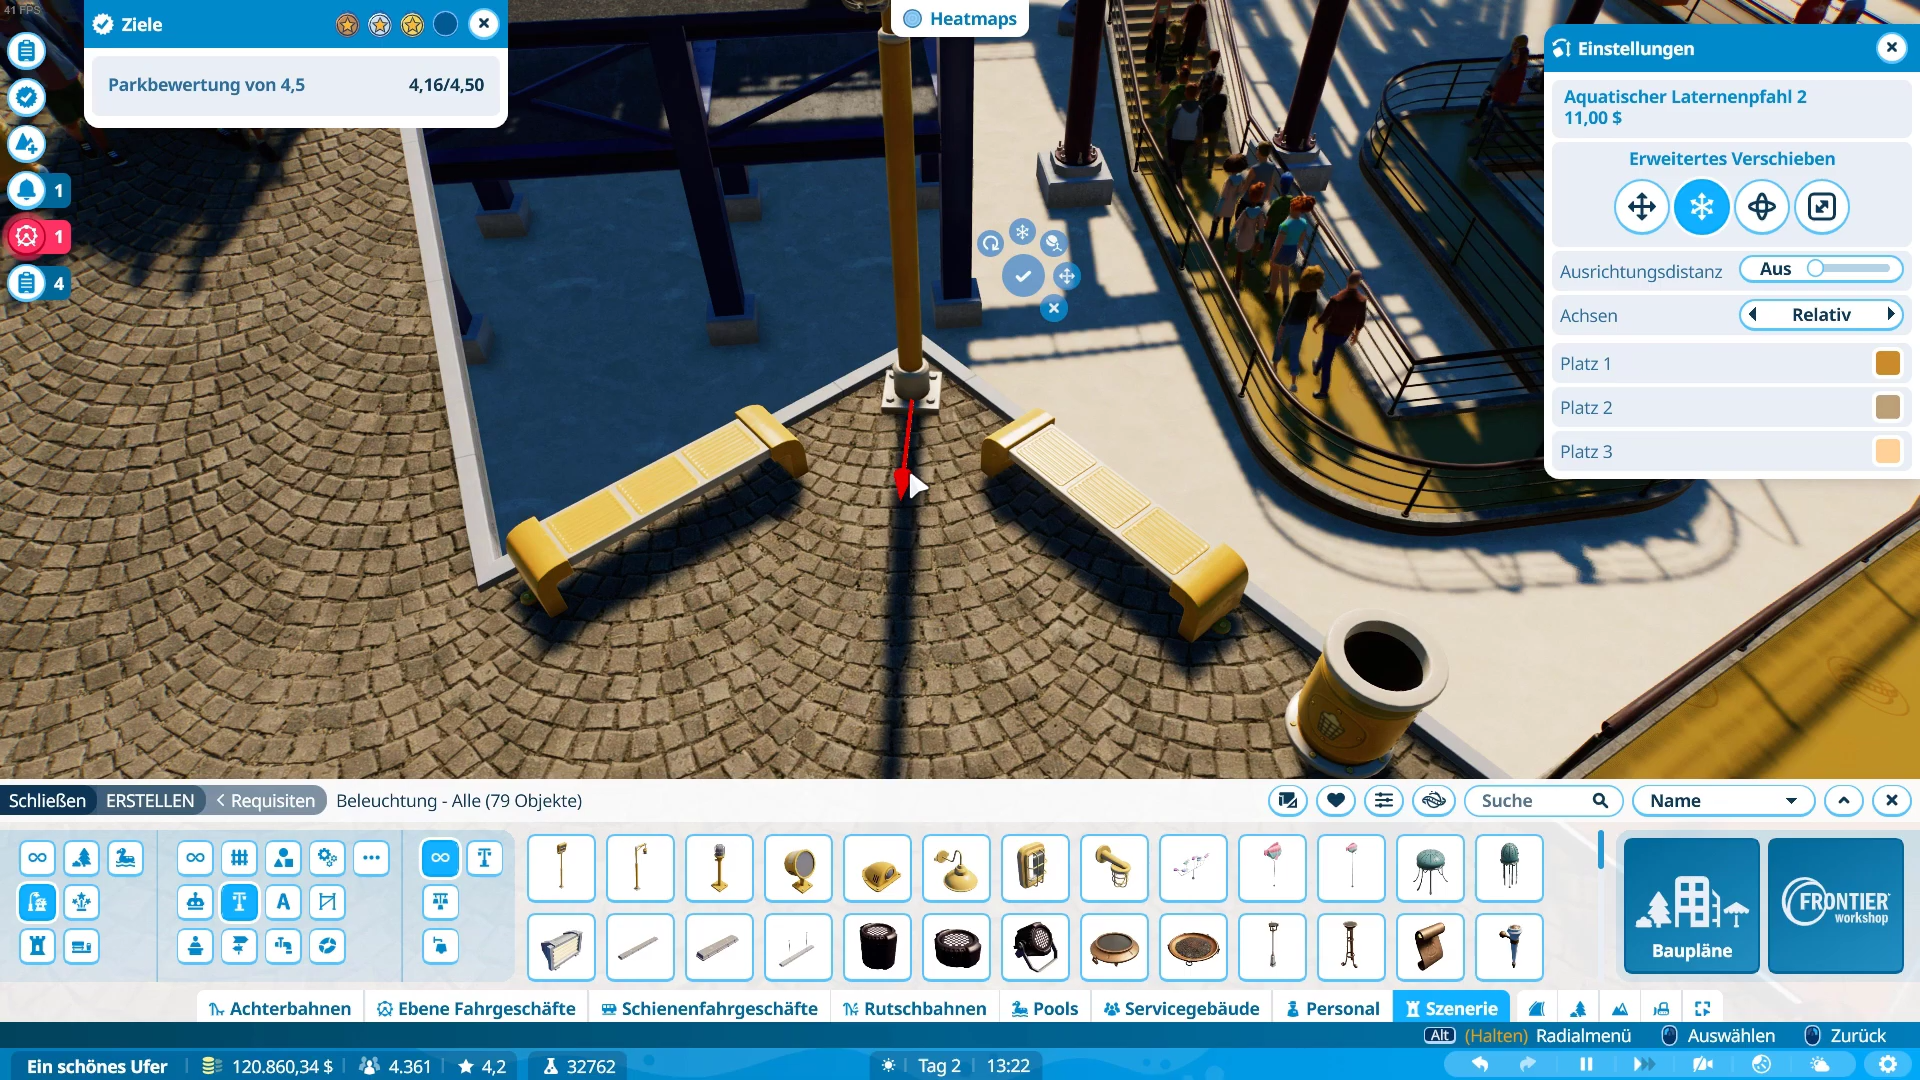 41 FPS
Ziele
Parkbewertung von 4,5
4,16/4,50
1
1
4
Heatmaps
Einstellungen
Aquatischer Laternenpfahl 2
11,00 $
Erweitertes Verschieben
Ausrichtungsdistanz
Aus
Achsen
Relativ
Platz 1
Platz 2
Platz 3
Schließen
ERSTELLEN
Requisiten
Beleuchtung - Alle (79 Objekte)
Suche
Name
A
Baupläne
FRONTIER
workshop
Achterbahnen
Ebene Fahrgeschäfte
Schienenfahrgeschäfte
Rutschbahnen
Pools
Servicegebäude
Personal
Szenerie
Alt (Halten) Radialmenü
Auswählen
Zurück
Ein schönes Ufer
120.860,34 $
4.361
4,2
32762
Tag 2
13:22